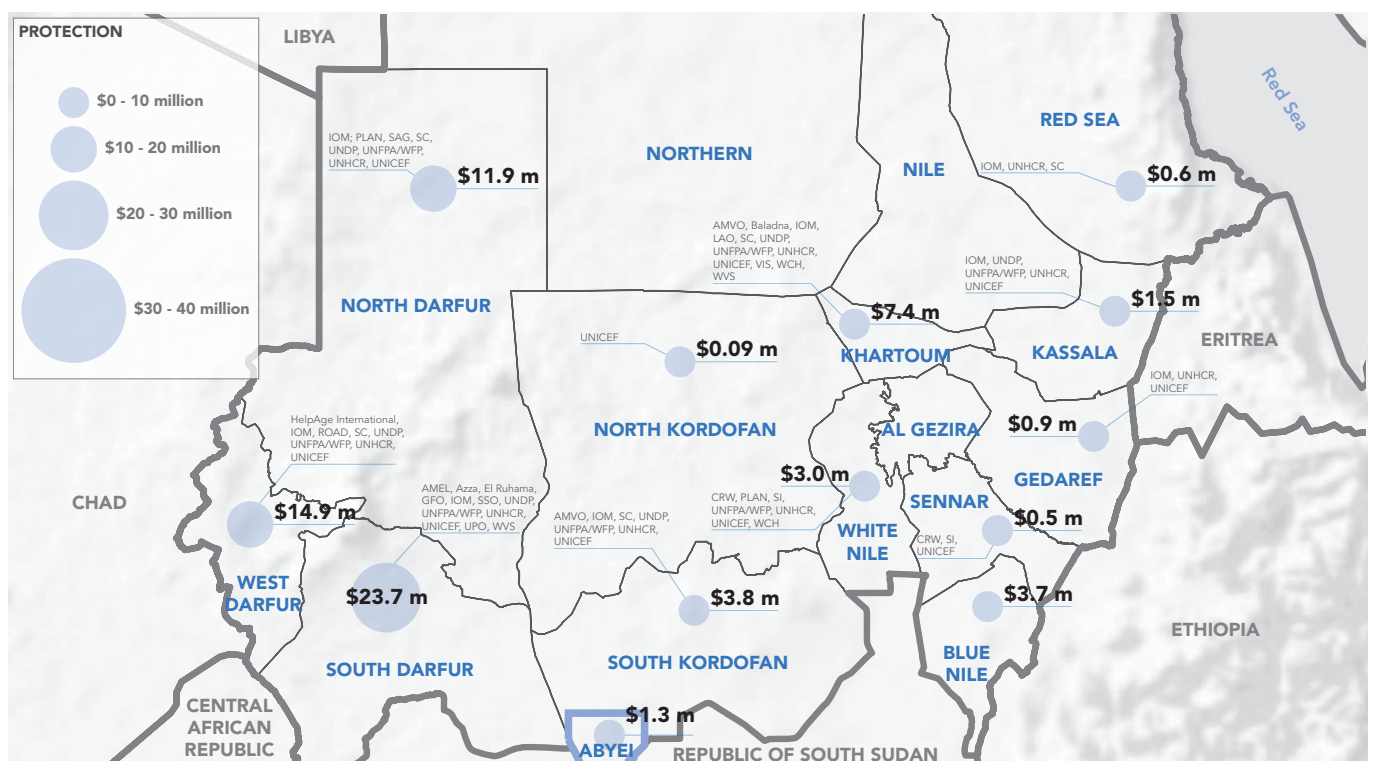 PROTECTION
$0 - 10 million
$10 - 20 million
$20 - 30 million
$30 - 40 million
LIBYA
Red Sea
RED SEA
IOM, UNHCR, SC
$0.6 m
NORTHERN
NILE
IOM; PLAN, SAG, SC,
UNDP, UNFPA/WFP,
UNHCR, UNICEF
$11.9 m
NORTH DARFUR
AMVO, Baladna, IOM,
LAO, SC, UNDP,
UNFPA/WFP, UNHCR,
UNICEF, VIS, WCH,
WVS
$7.4 m
KHARTOUM
IOM, UNDP,
UNFPA/WFP, UNHCR,
UNICEF
$1.5 m
KASSALA
ERITREA
UNICEF
$0.09 m
NORTH KORDOFAN
IOM, UNHCR,
UNICEF
$0.9 m
GEDAREF
AL GEZIRA
HelpAge International,
IOM, ROAD, SC, UNDP,
UNFPA/WFP, UNHCR,
UNICEF
$14.9 m
WEST
DARFUR
CHAD
AMEL, Azza, El Ruhama,
GFO, IOM, SSO, UNDP,
UNFPA/WFP, UNHCR,
UNICEF, UPO, WVS
$23.7 m
SOUTH DARFUR
AMVO, IOM, SC, UNDP,
UNFPA/WFP, UNHCR,
UNICEF
$3.8 m
SOUTH KORDOFAN
CRW, PLAN, SI,
UNFPA/WFP, UNHCR,
UNICEF, WCH
$3.0 m
WHITE
NILE
SENNAR
CRW, SI,
UNICEF
$0.5 m
$3.7 m
BLUE
NILE
ETHIOPIA
CENTRAL
AFRICAN
REPUBLIC
$1.3 m
ABYEI
REPUBLIC OF SOUTH SUDAN